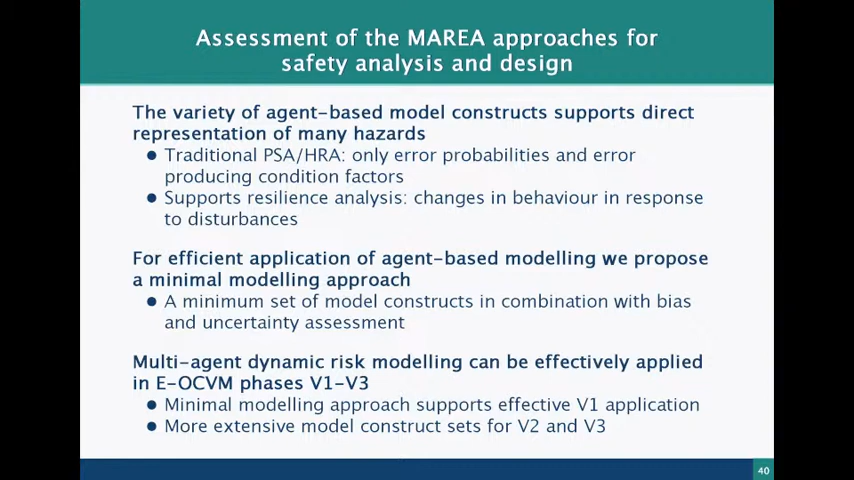 Assessment of the MAREA approaches for
safety analysis and design
The variety of agent-based model constructs supports direct
representation of many hazards
● Traditional PSA/HRA: only error probabilities and error
producing condition factors
● Supports resilience analysis: changes in behaviour in response
to disturbances
For efficient application of agent-based modelling we propose
a minimal modelling approach
● A minimum set of model constructs in combination with bias
and uncertainty assessment
Multi-agent dynamic risk modelling can be effectively applied
in E-OCVM phases V1-V3
● Minimal modelling approach supports effective V1 application
● More extensive model construct sets for V2 and V3
40